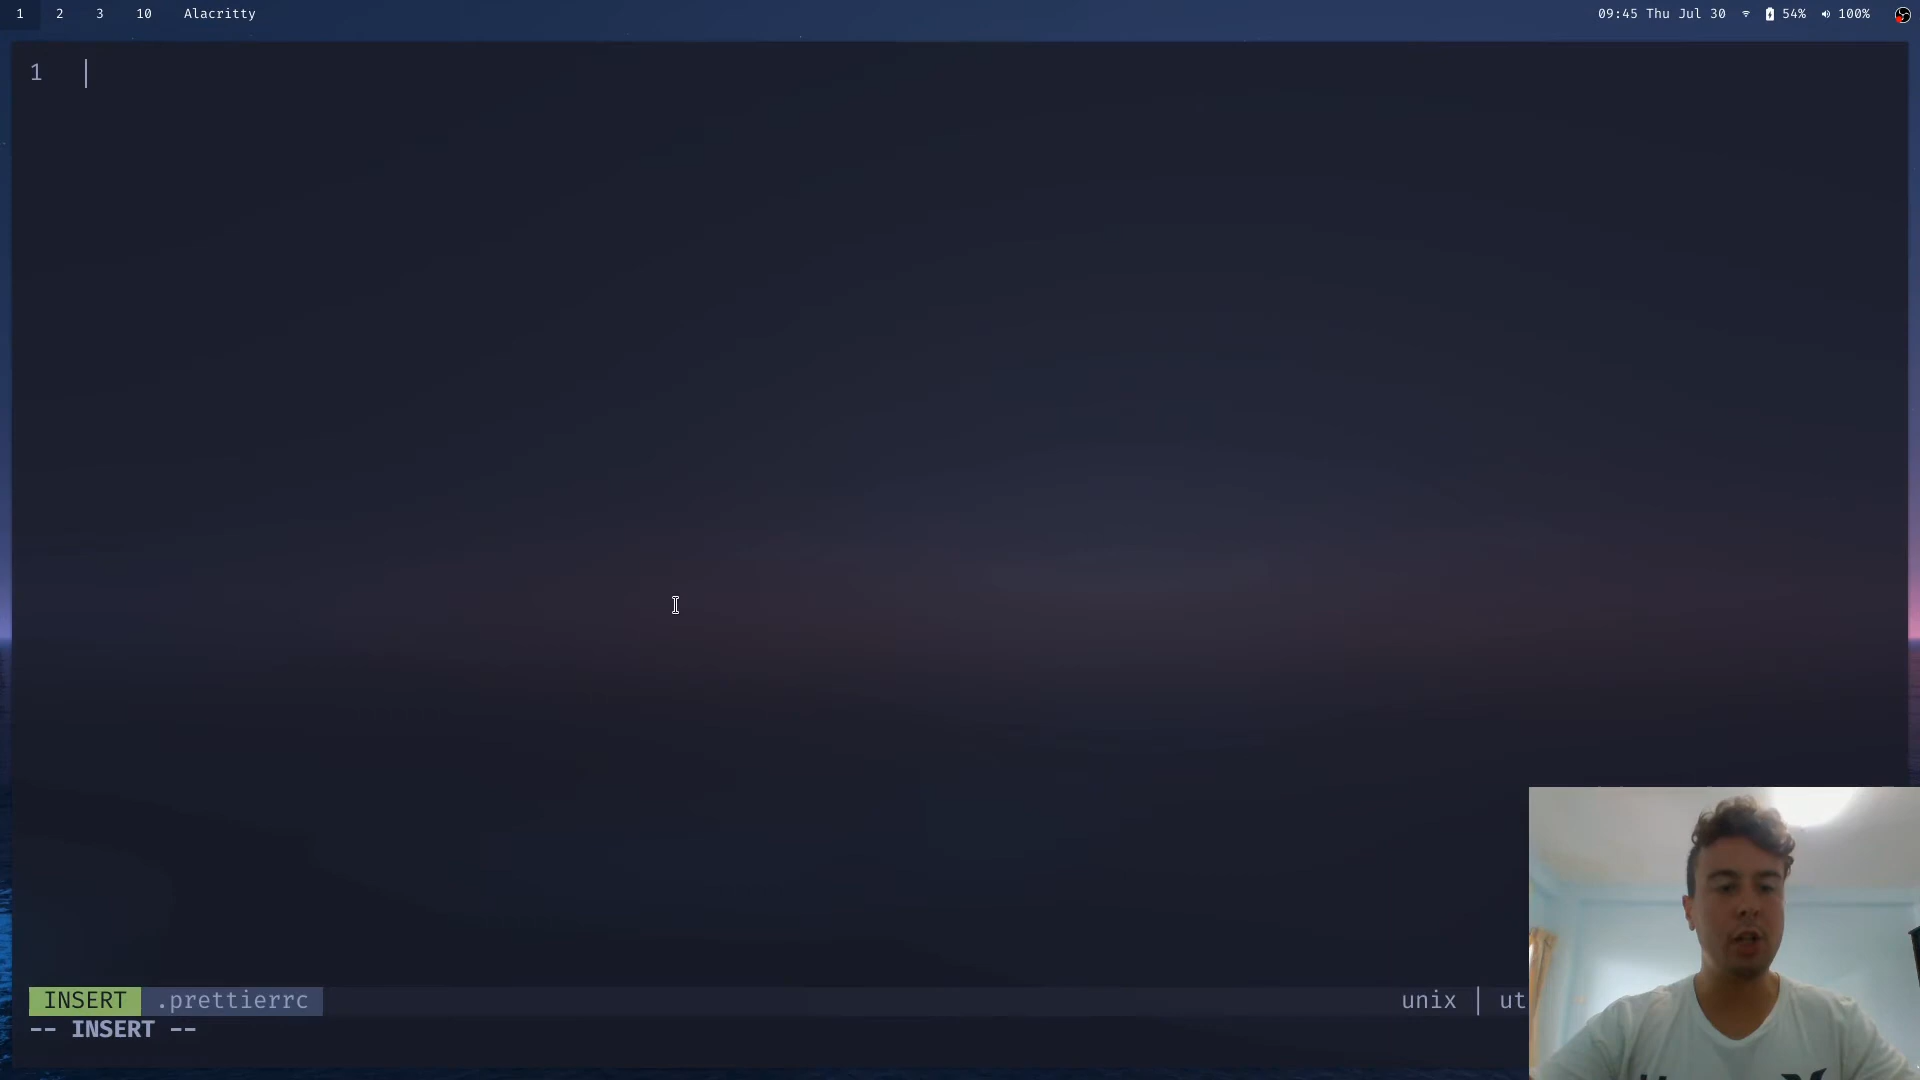 1 2 3 10 Alacritty 09:45 Thu Jul 30 54% 100%
1
INSERT .prettierrc unix | ut
-- INSERT --